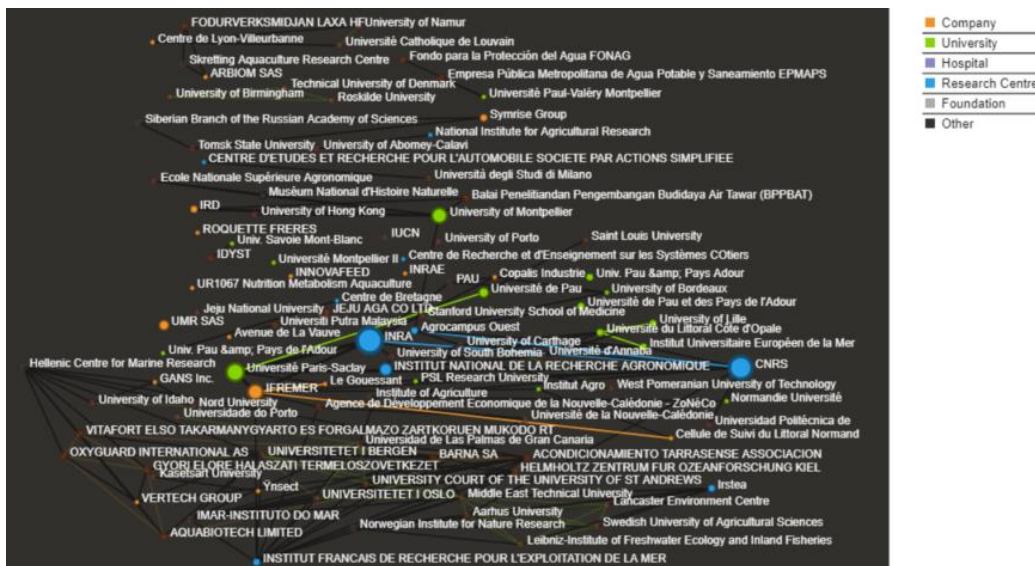 FODURVERKSMIDJAN LAXA HF
University of Namur
Centre de Lyon-Villeurbanne
Université Catholique de Louvain
Skretting Aquaculture Research Centre
Fondo para la Protección del Agua FONAG
ARBIOM SAS
Technical University of Denmark
Empresa Pública Metropolitana de Agua Potable y Saneamiento EPMAPS
University of Birmingham
Roskilde University
Université Paul-Valéry Montpellier
Siberian Branch of the Russian Academy of Sciences
Symrise Group
National Institute for Agricultural Research
Tomsk State University
University of Abomey-Calavi
CENTRE D'ETUDES ET RECHERCHE POUR L'AUTOMOBILE SOCIETE PAR ACTIONS SIMPLIFIEE
Ecole Nationale Supérieure Agronomique
Università degli Studi di Milano
Muséum National d'Histoire Naturelle
Balai Penelitiandan Pengembangan Budidaya Air Tawar (BPPBAT)
IRD
University of Hong Kong
University of Montpellier
ROQUETTE FRERES
IUCN
Univ. Savoie Mont-Blanc
University of Porto
Saint Louis University
IDYST
Université Montpellier II
Centre de Recherche et d'Enseignement sur les Systèmes COtiers
INNOVAFEED
INRAE
PAU
Copalis Industrie
Univ. Pau &amp; Pays Adour
UR1067 Nutrition Metabolism Aquaculture
Université de Pau
University of Bordeaux
Centre de Bretagne
Jeju National University
JEJU AGA CO LTD
Stanford University School of Medicine
Université de Pau et des Pays de l'Adour
UMR SAS
Universiti Putra Malaysia
Agrocampus Ouest
University of Lille
Avenue de La Vauve
INRA
University of Carthage
Université du Littoral Côte d'Opale
Univ. Pau &amp; Pays de l'Adour
University of South Bohemia
Université d'Annaba
Institut Universitaire Européen de la Mer
Hellenic Centre for Marine Research
Université Paris-Saclay
INSTITUT NATIONAL DE LA RECHERCHE AGRONOMIQUE
CNRS
GANS Inc.
Le Gouessant
PSL Research University
IFREMER
Institute of Agriculture
Institut Agro
West Pomeranian University of Technology
University of Idaho
Nord University
Agence de Développement Economique de la Nouvelle-Calédonie - ZoNéCo
Normandie Université
Universidade do Porto
Université de la Nouvelle-Calédonie
Universidad Politécnica de
VITAFORT ELSO TAKARMANYGYARTO ES FORGALMAZO ZARTKORUEN MUKODO RT
Cellule de Suivi du Littoral Normand
Universidad de Las Palmas de Gran Canaria
OXYGUARD INTERNATIONAL AS
UNIVERSITETET I BERGEN
BARNA SA
ACONDICIONAMIENTO TARRASENSE ASSOCIACION
GYORI ELORE HALASZATI TERMELOSZOVETKEZET
HELMHOLTZ ZENTRUM FUR OZEANFORSCHUNG KIEL
Kasetsart University
UNIVERSITY COURT OF THE UNIVERSITY OF ST ANDREWS
Irstea
Ÿnsect
VERTECH GROUP
UNIVERSITETET I OSLO
Middle East Technical University
Lancaster Environment Centre
IMAR-INSTITUTO DO MAR
Aarhus University
AQUABIOTECH LIMITED
Norwegian Institute for Nature Research
Swedish University of Agricultural Sciences
Leibniz-Institute of Freshwater Ecology and Inland Fisheries
INSTITUT FRANCAIS DE RECHERCHE POUR L'EXPLOITATION DE LA MER
Company
University
Hospital
Research Centre
Foundation
Other